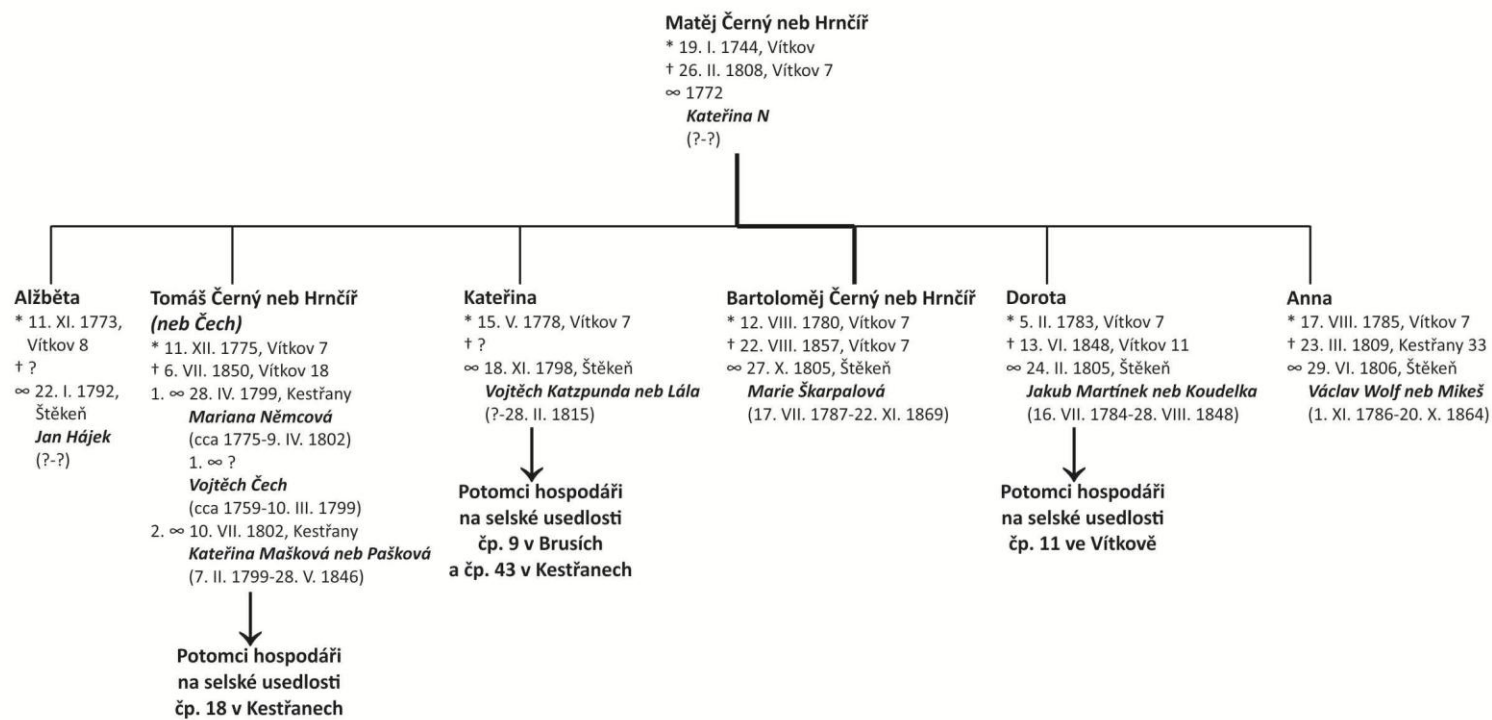 Matěj Černý neb Hrnčíř
* 19. I. 1744, Vítkov
† 26. II. 1808, Vítkov 7
∞ 1772
Kateřina N
(?-?)
Alžběta
* 11. XI. 1773,
Vítkov 8
† ?
∞ 22. I. 1792,
Štěkeň
Jan Hájek
(?-?)
Tomáš Černý neb Hrnčíř
(neb Čech)
* 11. XII. 1775, Vítkov 7
† 6. VII. 1850, Vítkov 18
1. ∞ 28. IV. 1799, Kestřany
Mariana Němcová
(cca 1775-9. IV. 1802)
1. ∞ ?
Vojtěch Čech
(cca 1759-10. III. 1799)
2. ∞ 10. VII. 1802, Kestřany
Kateřina Mašková neb Pašková
(7. II. 1799-28. V. 1846)
Potomci hospodáři
na selské usedlosti
čp. 18 v Kestřanech
Kateřina
* 15. V. 1778, Vítkov 7
† ?
∞ 18. XI. 1798, Štěkeň
Vojtěch Katzpunda neb Lála
(?-28. II. 1815)
Potomci hospodáři
na selské usedlosti
čp. 9 v Brusích
a čp. 43 v Kestřanech
Bartoloměj Černý neb Hrnčíř
* 12. VIII. 1780, Vítkov 7
† 22. VIII. 1857, Vítkov 7
∞ 27. X. 1805, Štěkeň
Marie Škarpalová
(17. VII. 1787-22. XI. 1869)
Dorota
* 5. II. 1783, Vítkov 7
† 13. VI. 1848, Vítkov 11
∞ 24. II. 1805, Štěkeň
Jakub Martínek neb Koudelka
(16. VII. 1784-28. VIII. 1848)
Potomci hospodáři
na selské usedlosti
čp. 11 ve Vítkově
Anna
* 17. VIII. 1785, Vítkov 7
† 23. III. 1809, Kestřany 33
∞ 29. VI. 1806, Štěkeň
Václav Wolf neb Mikeš
(1. XI. 1786-20. X. 1864)